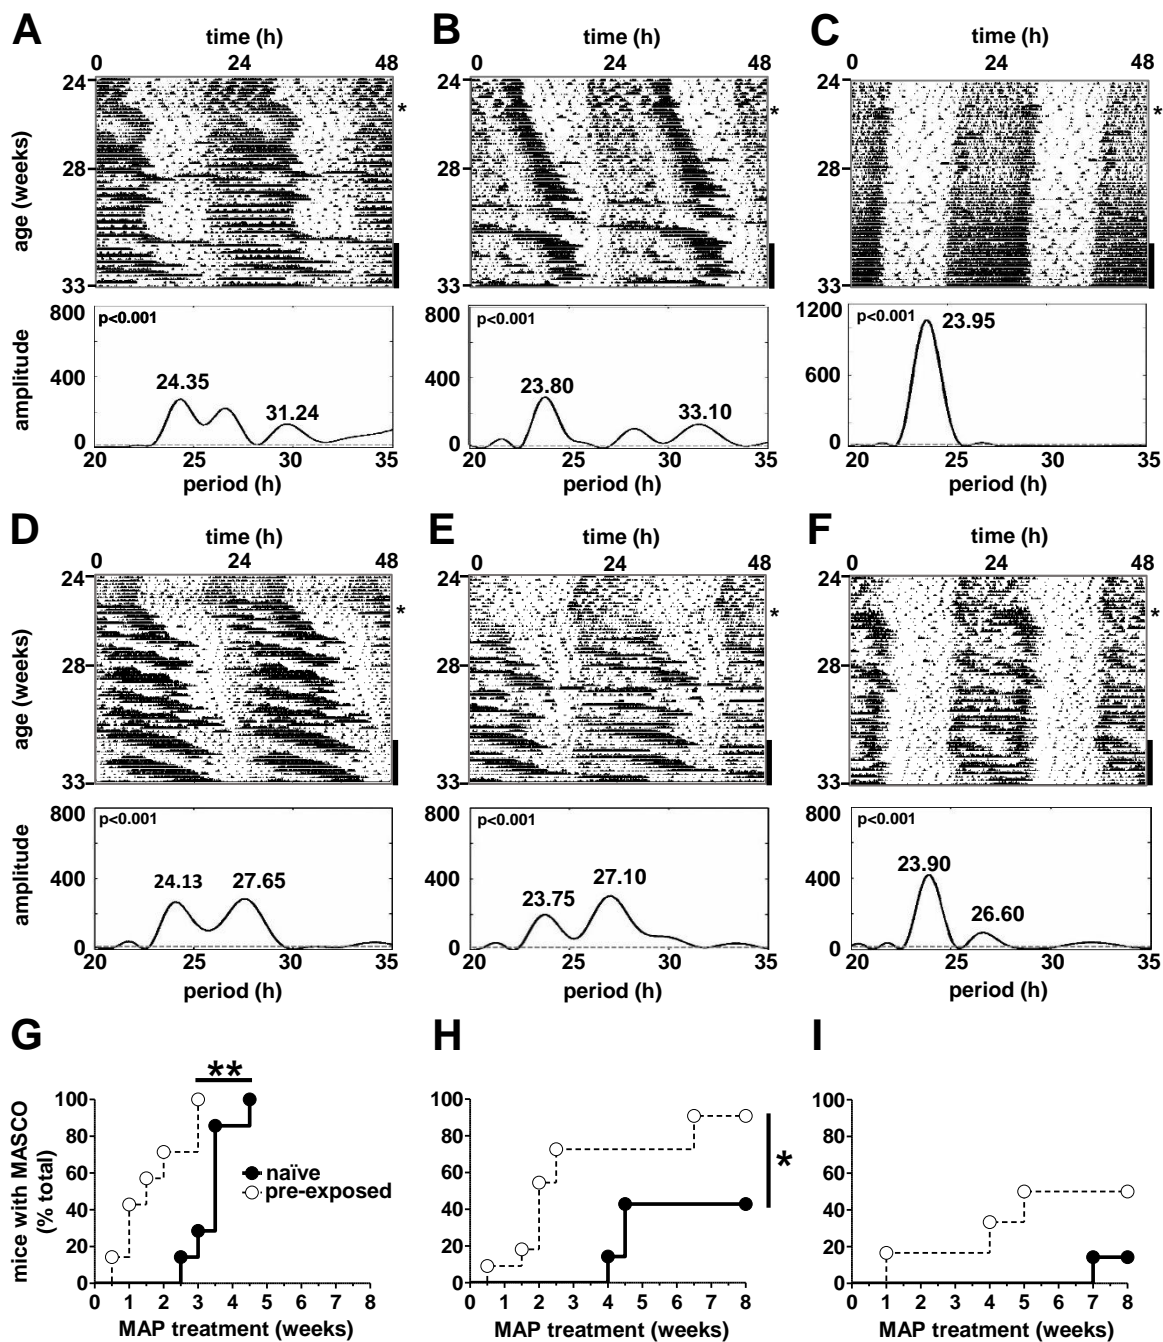 A
B
C
time (h)
time (h)
time (h)
0 24 48
0 24 48
0 24 48
age (weeks)
24
28
33
*
24
28
33
*
24
28
33
*
amplitude
800
400
0
p<0.001
24.35
31.24
20 25 30 35
period (h)
800
400
0
p<0.001
23.80
33.10
20 25 30 35
period (h)
1200
600
0
p<0.001
23.95
20 25 30 35
period (h)
D
E
F
time (h)
time (h)
time (h)
0 24 48
0 24 48
0 24 48
age (weeks)
24
28
33
*
24
28
33
*
24
28
33
*
amplitude
800
400
0
p<0.001
24.13
27.65
20 25 30 35
period (h)
800
400
0
p<0.001
23.75
27.10
20 25 30 35
period (h)
800
400
0
p<0.001
23.90
26.60
20 25 30 35
period (h)
G
H
I
mice with MASCO
(% total)
100
80
60
40
20
0
**
naïve
pre-exposed
0 1 2 3 4 5 6 7 8
MAP treatment (weeks)
100
80
60
40
20
0
*
0 1 2 3 4 5 6 7 8
MAP treatment (weeks)
100
80
60
40
20
0
0 1 2 3 4 5 6 7 8
MAP treatment (weeks)